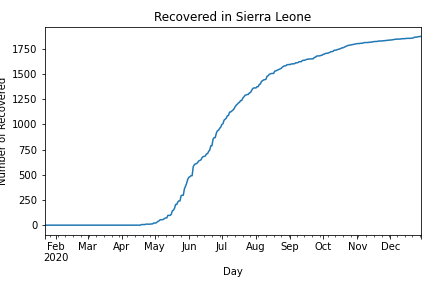 Recovered in Sierra Leone
Number of Recovered
1750
1500
1250
1000
750
500
250
0
Feb Mar Apr May Jun Jul Aug Sep Oct Nov Dec
2020
Day